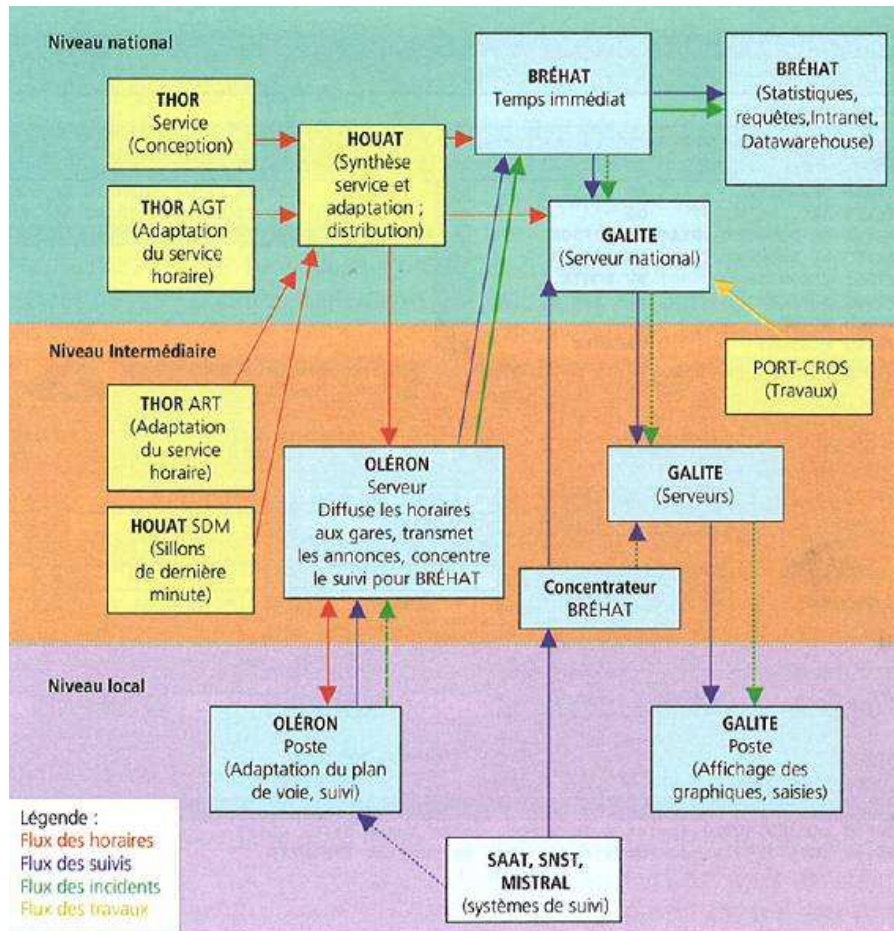 Niveau national
THOR
Service
(Conception)
THOR AGT
(Adaptation
du service
horaire)
HOUAT
(Synthèse
service et
adaptation ;
distribution)
BRÉHAT
Temps immédiat
BRÉHAT
(Statistiques,
requêtes,Intranet,
Datawarehouse)
GALITE
(Serveur national)
Niveau Intermédiaire
THOR ART
(Adaptation
du service
horaire)
HOUAT SDM
(Sillons
de dernière
minute)
OLÉRON
Serveur
Diffuse les horaires
aux gares, transmet
les annonces, concentre
le suivi pour BRÉHAT
PORT-CROS
(Travaux)
GALITE
(Serveurs)
Concentrateur
BRÉHAT
Niveau local
OLÉRON
Poste
(Adaptation du plan
de voie, suivi)
GALITE
Poste
(Affichage des
graphiques, saisies)
SAAT, SNST,
MISTRAL
(systèmes de suivi)
Légende :
Flux des horaires
Flux des suivis
Flux des incidents
Flux des travaux